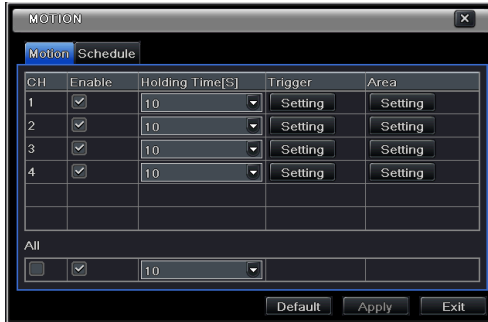 MOTION
Motion Schedule
CH Enable Holding Time[S] Trigger Area
1 10 Setting Setting
2 10 Setting Setting
3 10 Setting Setting
4 10 Setting Setting
All
10
Default Apply Exit